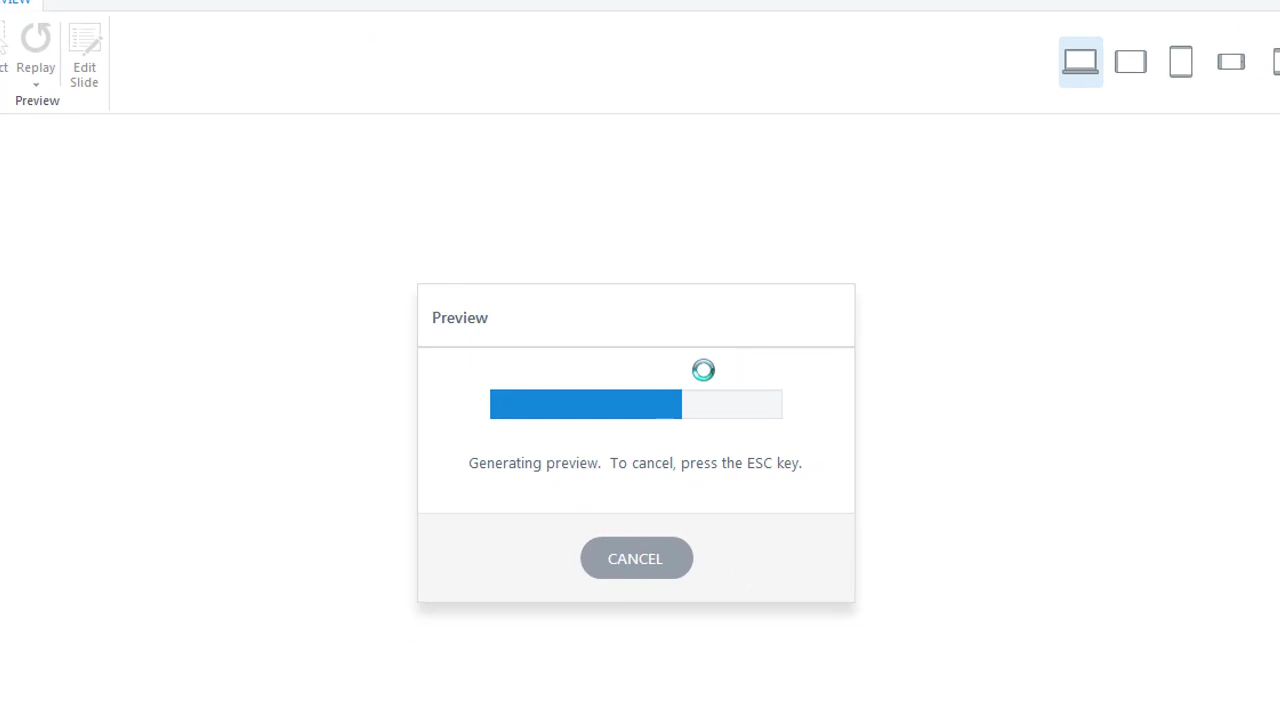 Replay
Edit
Slide
Preview
Preview
Generating preview.  To cancel, press the ESC key.
CANCEL